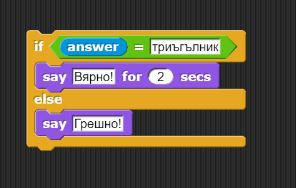 if answer = триъгълник
say Вярно! for 2 secs
else
say Грешно!